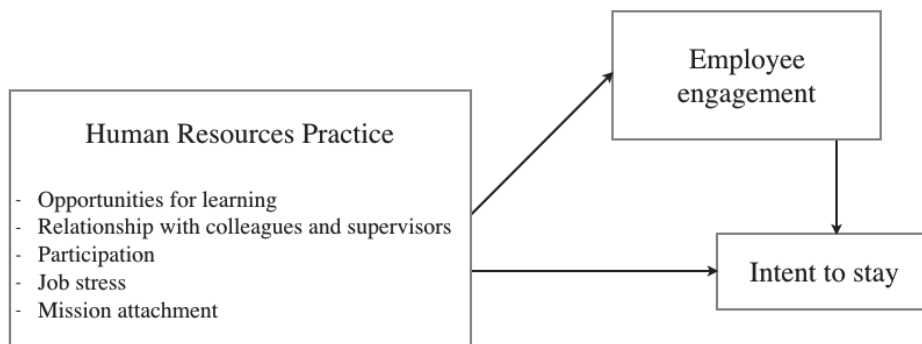 Human Resources Practice
- Opportunities for learning
- Relationship with colleagues and supervisors
- Participation
- Job stress
- Mission attachment
Employee
engagement
Intent to stay